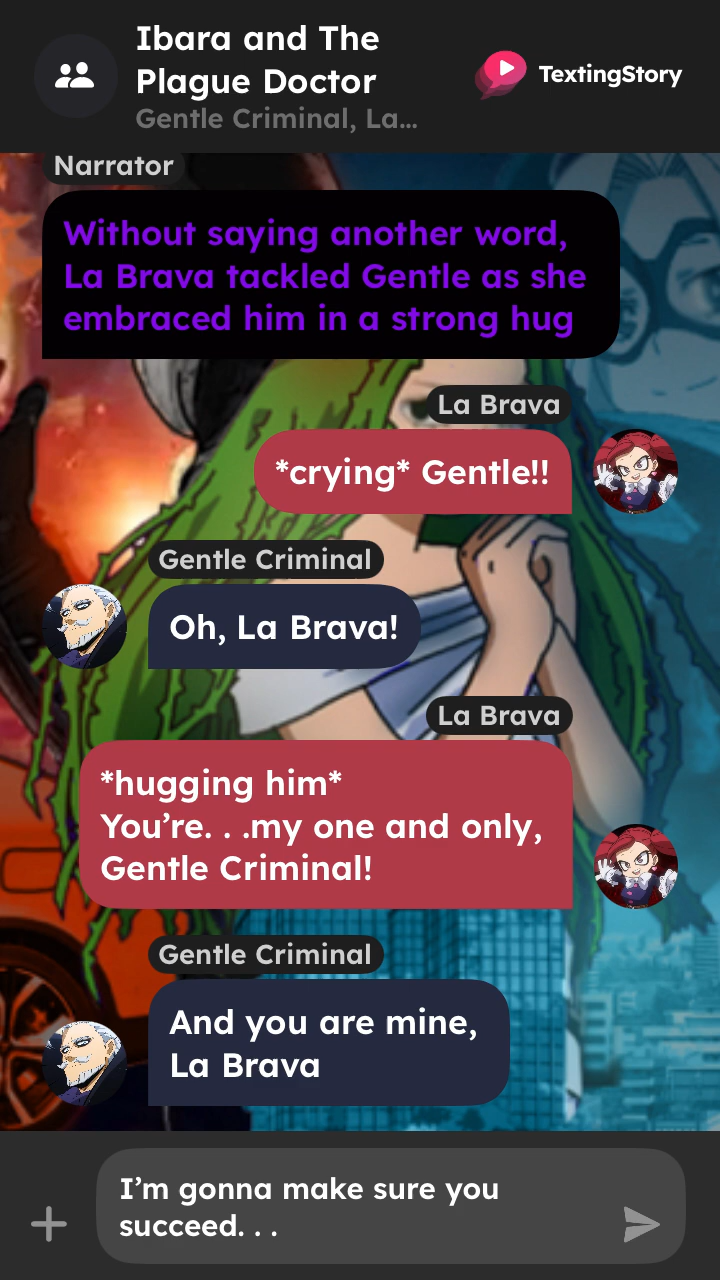 Ibara and The
Plague Doctor
Gentle Criminal, La...
TextingStory
Narrator
Without saying another word,
La Brava tackled Gentle as she
embraced him in a strong hug
La Brava
*crying* Gentle!!
Gentle Criminal
Oh, La Brava!
La Brava
*hugging him*
You’re. . .my one and only,
Gentle Criminal!
Gentle Criminal
And you are mine,
La Brava
I’m gonna make sure you
succeed. . .